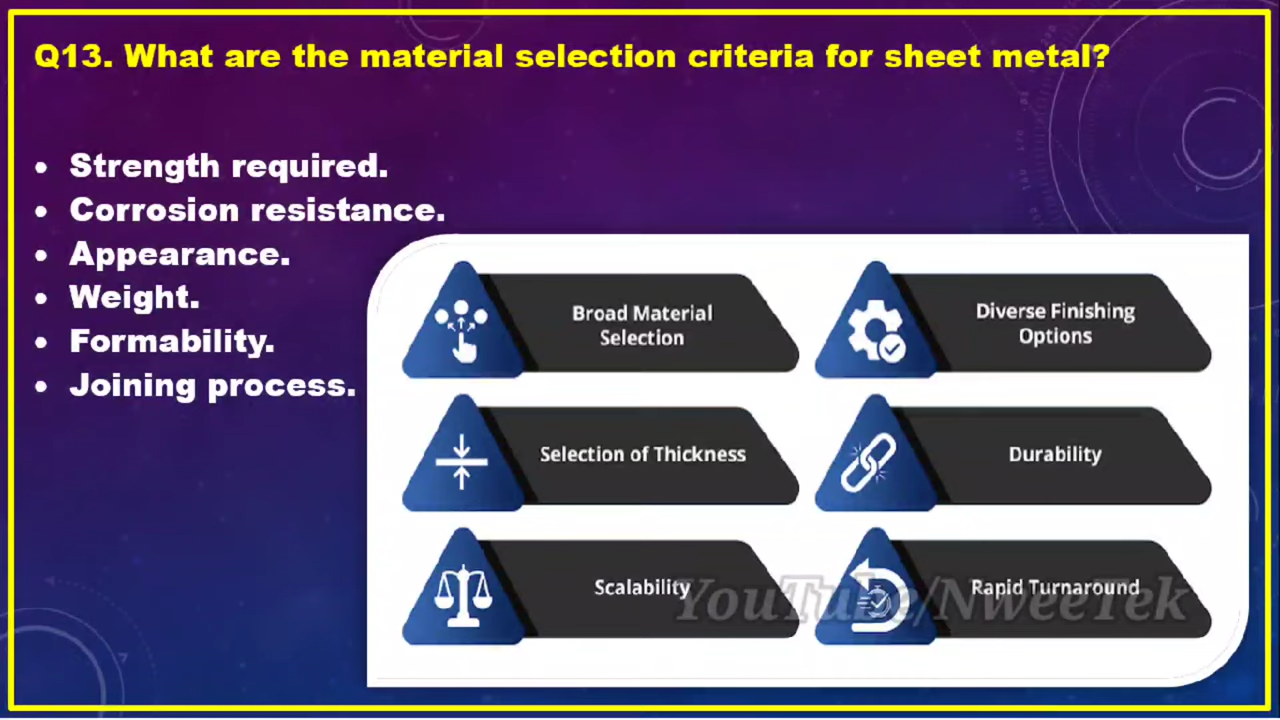 Q13. What are the material selection criteria for sheet metal?
• Strength required.
• Corrosion resistance.
• Appearance.
• Weight.
• Formability.
• Joining process.
Broad Material
Selection
Diverse Finishing
Options
Selection of Thickness
Durability
Scalability
Rapid Turnaround
YouTube/NweeTek